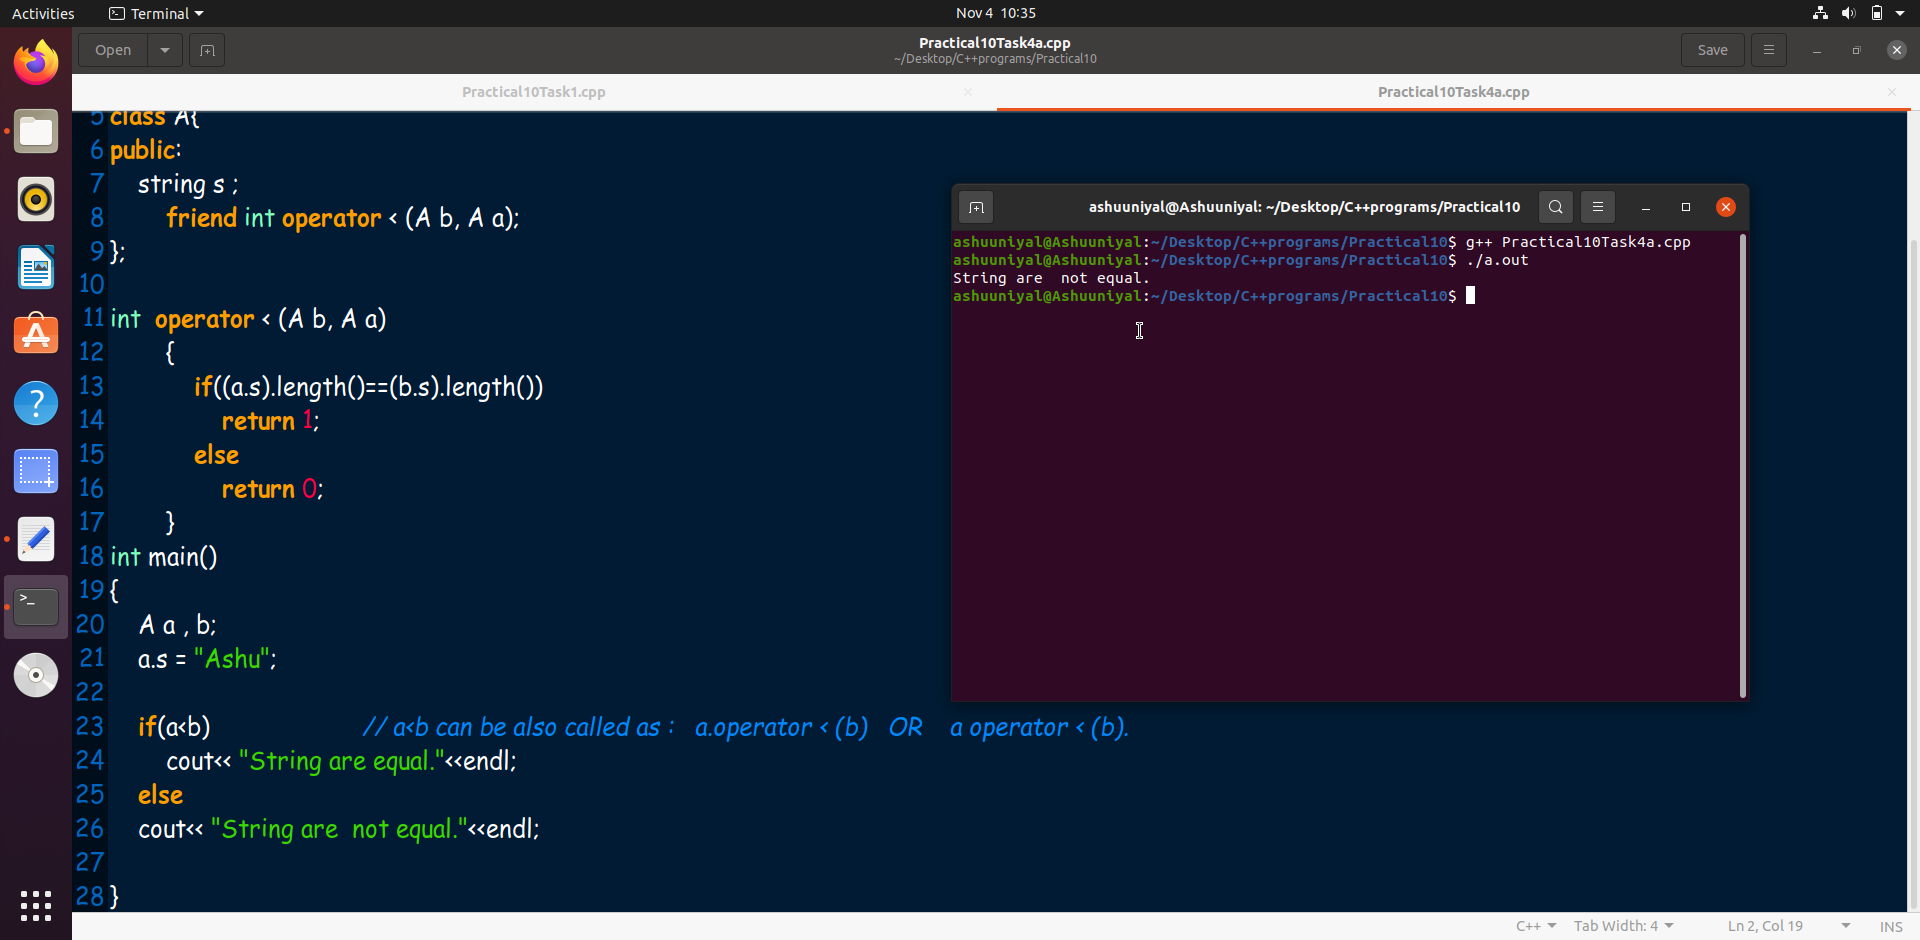 Activities
Terminal
Nov 4 10:35
Open
Practical10Task4a.cpp
~/Desktop/C++programs/Practical10
Save
Practical10Task1.cpp
Practical10Task4a.cpp
5 class A{
6 public:
7 string s ;
8 friend int operator < (A b, A a);
9 };
10
11 int operator < (A b, A a)
12 {
13 if((a.s).length()==(b.s).length())
14 return 1;
15 else
16 return 0;
17 }
18 int main()
19 {
20 A a , b;
21 a.s = "Ashu";
22
23 if(a<b) // a<b can be also called as : a.operator < (b) OR a operator < (b).
24 cout<< "String are equal."<<endl;
25 else
26 cout<< "String are  not equal."<<endl;
27
28 }
ashuuniyal@Ashuuniyal: ~/Desktop/C++programs/Practical10
ashuuniyal@Ashuuniyal:~/Desktop/C++programs/Practical10$ g++ Practical10Task4a.cpp
ashuuniyal@Ashuuniyal:~/Desktop/C++programs/Practical10$ ./a.out
String are  not equal.
ashuuniyal@Ashuuniyal:~/Desktop/C++programs/Practical10$
C++
Tab Width: 4
Ln 2, Col 19
INS